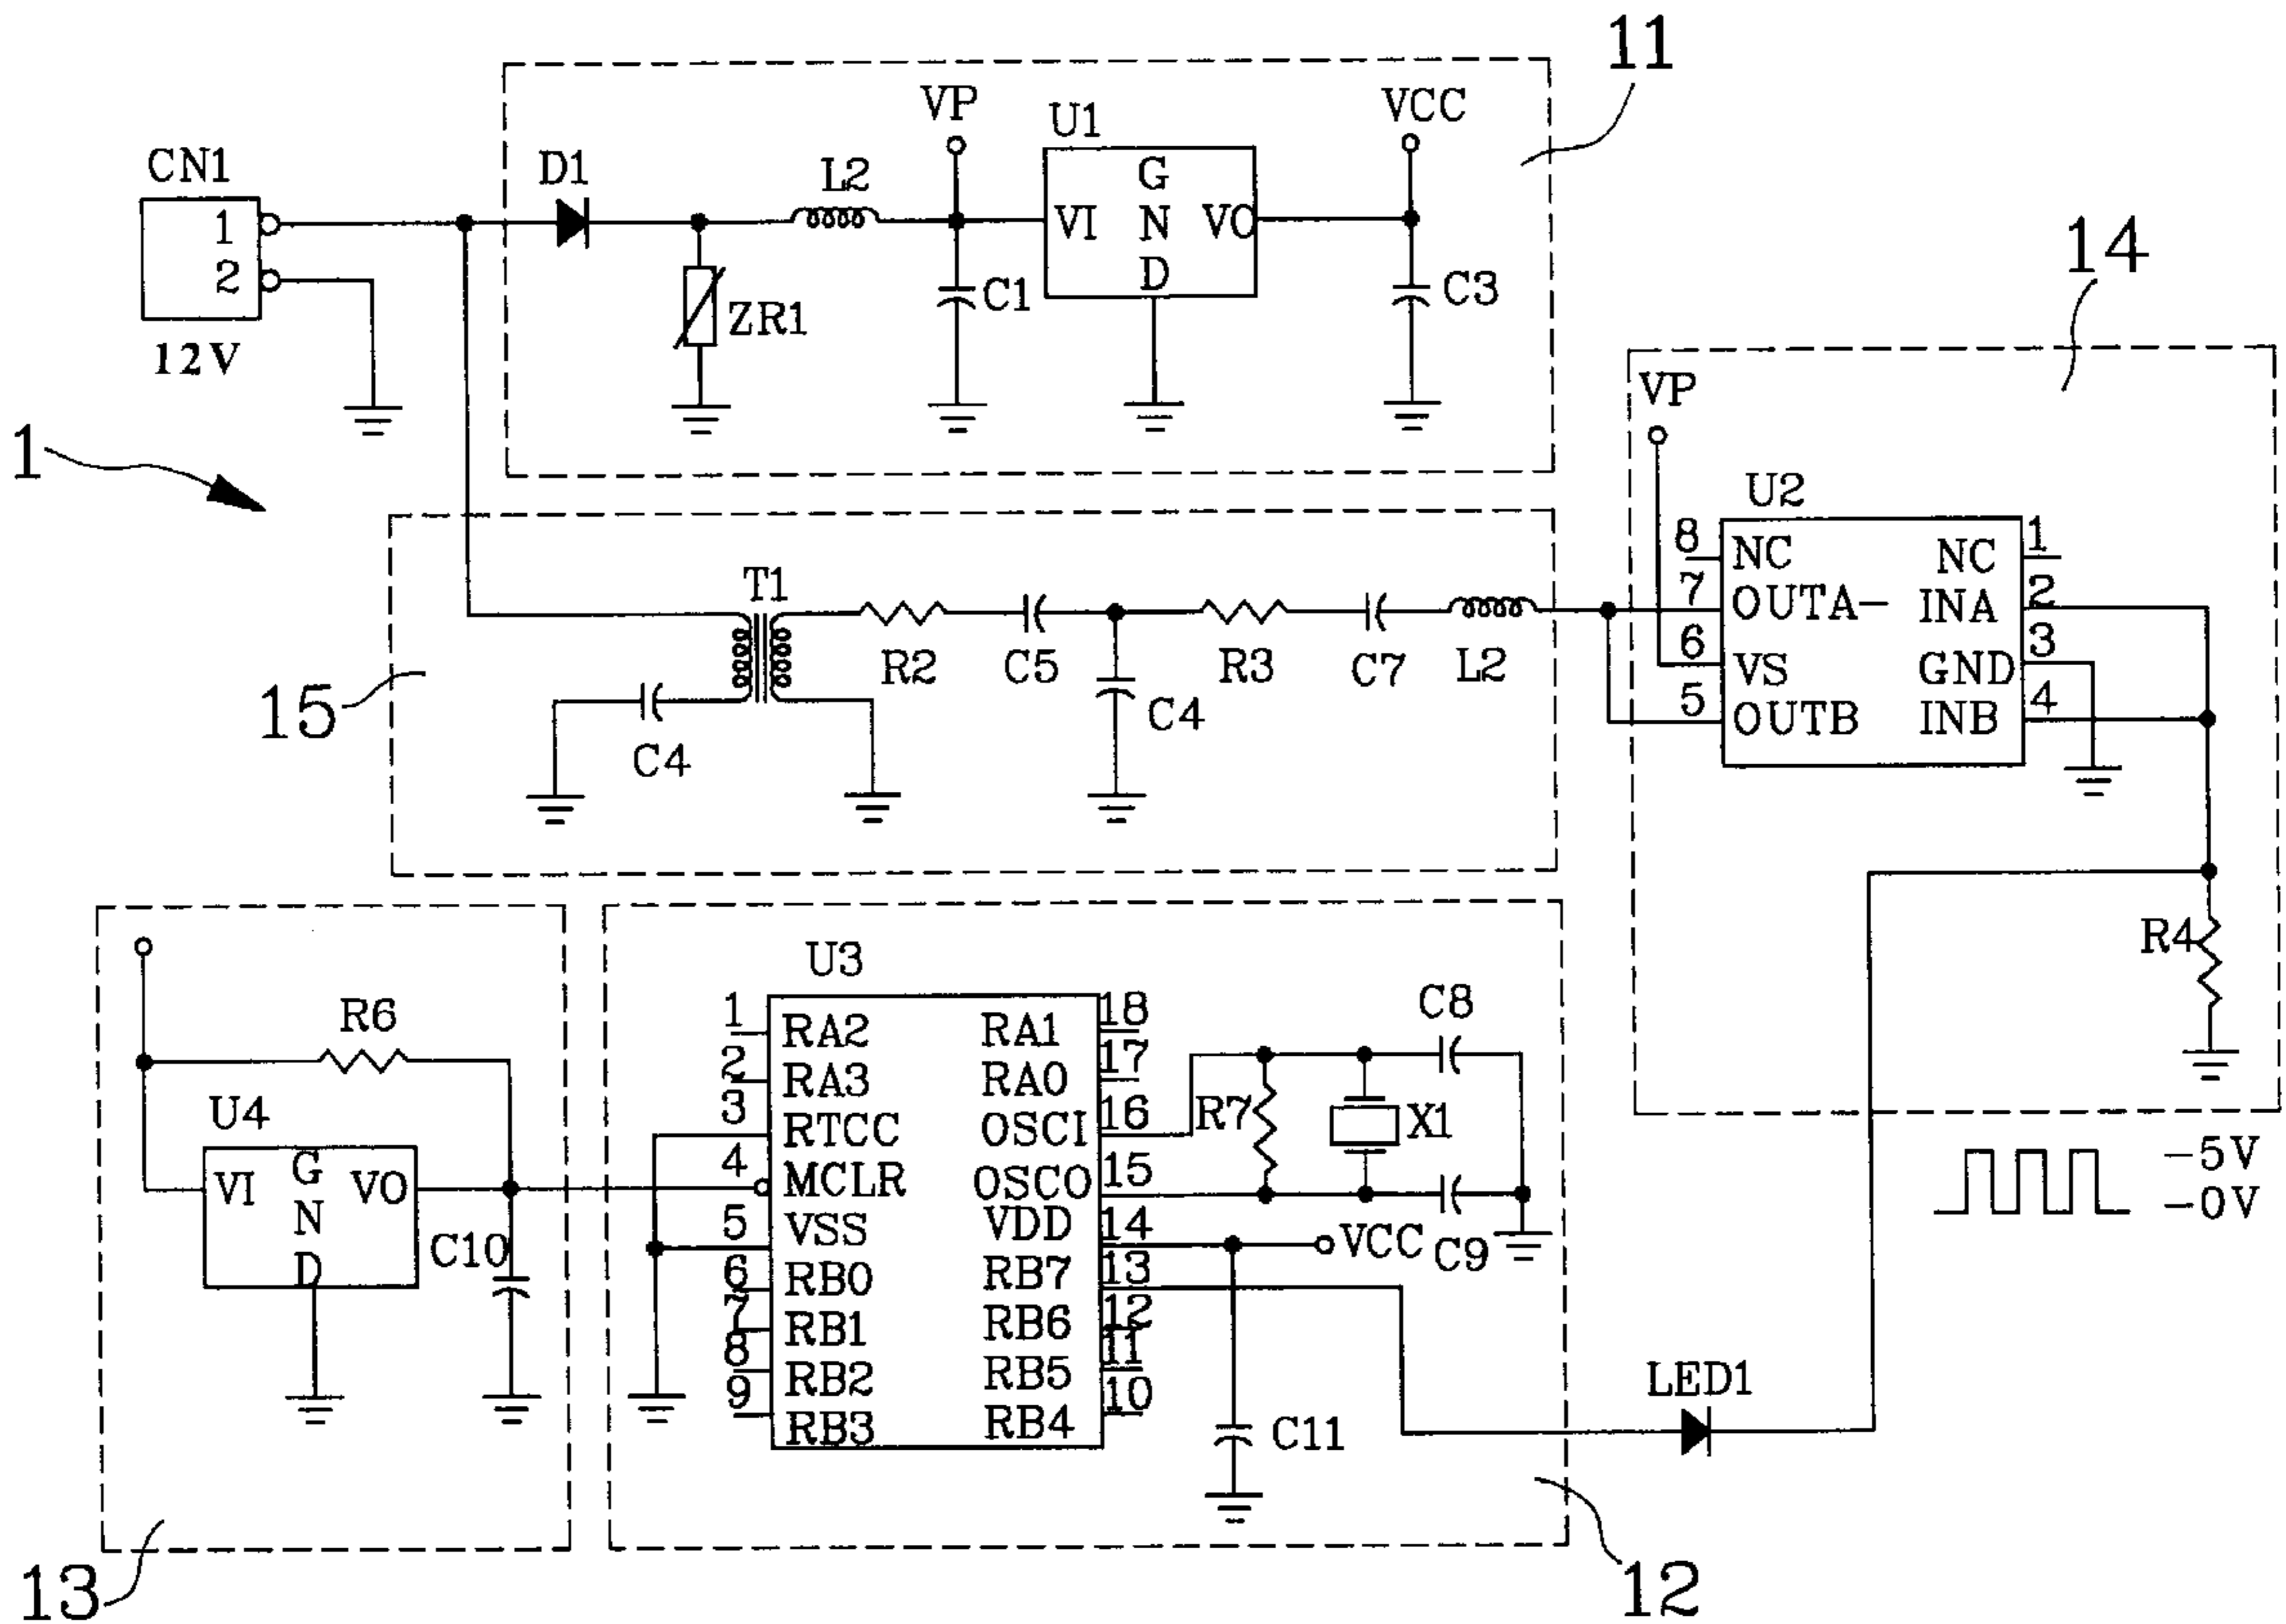 11
CN1
1
2
12V
D1
L2
VP
U1
VCC
VI
G
N
D
VO
ZR1
C1
C3
1
14
VP
U2
8
7
6
5
NC
OUTA-
VS
OUTB
NC
INA
GND
INB
1
2
3
4
R4
15
T1
R2
C5
R3
C7
L2
C4
C4
R6
U4
VI
G
N
D
VO
C10
13
U3
1
2
3
4
5
6
7
8
9
RA2
RA3
RTCC
MCLR
VSS
RB0
RB1
RB2
RB3
RA1
RA0
OSCI
OSCO
VDD
RB7
RB6
RB5
RB4
18
17
16
15
14
13
12
11
10
C8
R7
X1
VCC
C9
C11
-5V
-0V
LED1
12